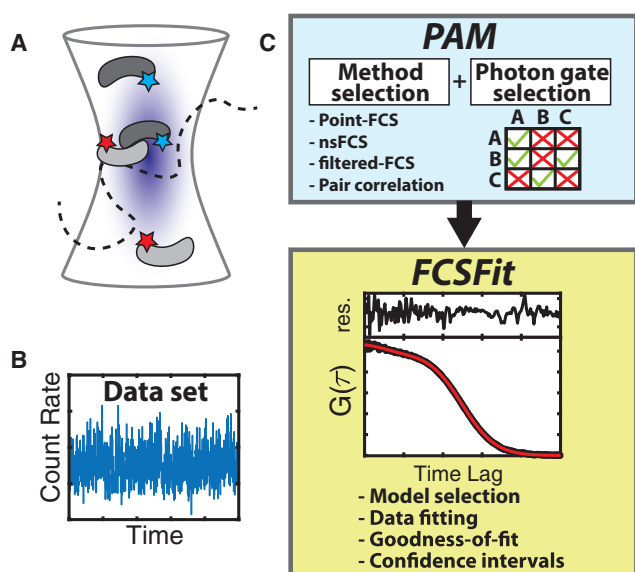 A
B
Data set
Count Rate
Time
C
PAM
Method selection + Photon gate selection
- Point-FCS
- nsFCS
- filtered-FCS
- Pair correlation
A B C
A
B
C
FCSFit
res.
G(τ)
Time Lag
- Model selection
- Data fitting
- Goodness-of-fit
- Confidence intervals